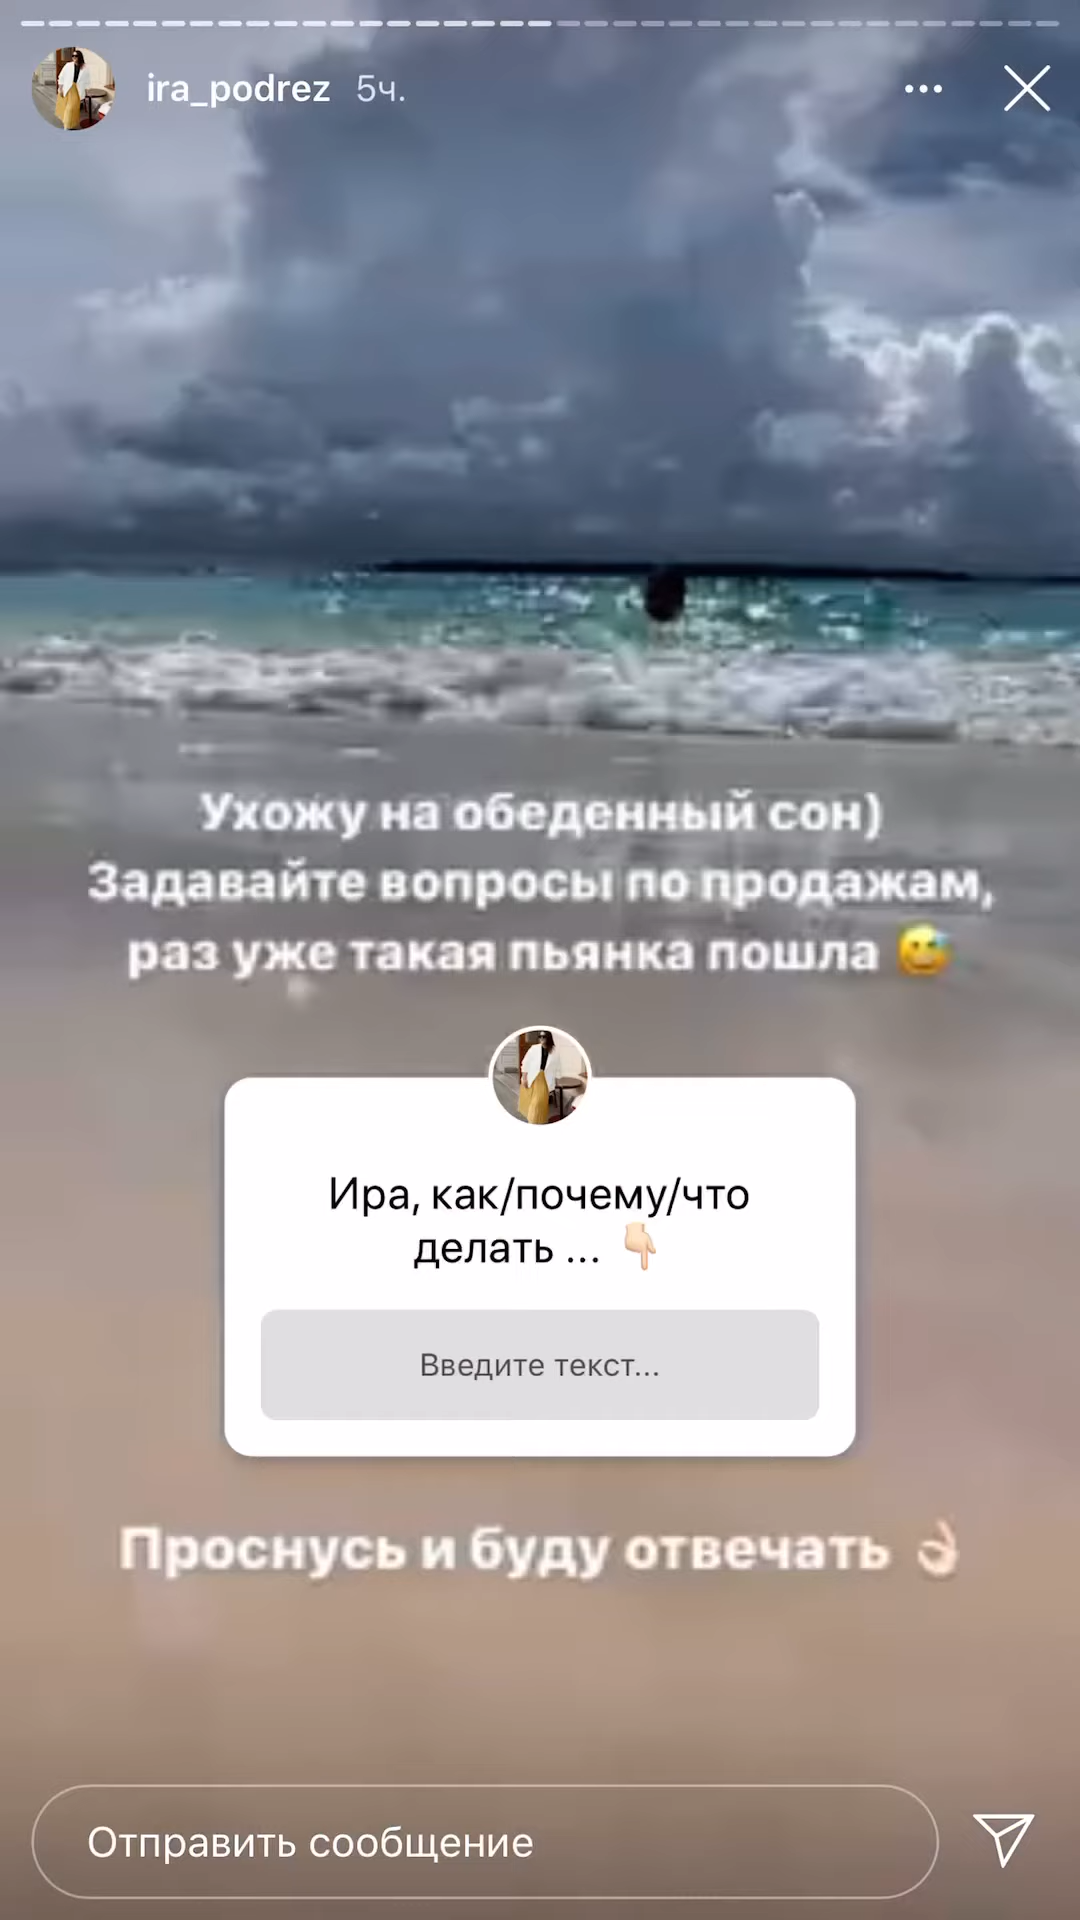 ira_podrez 5ч.
Ухожу на обеденный сон)
Задавайте вопросы по продажам,
раз уже такая пьянка пошла 😅
Ира, как/почему/что
делать ... 👇🏻
Введите текст...
Проснусь и буду отвечать 👌🏻
Отправить сообщение